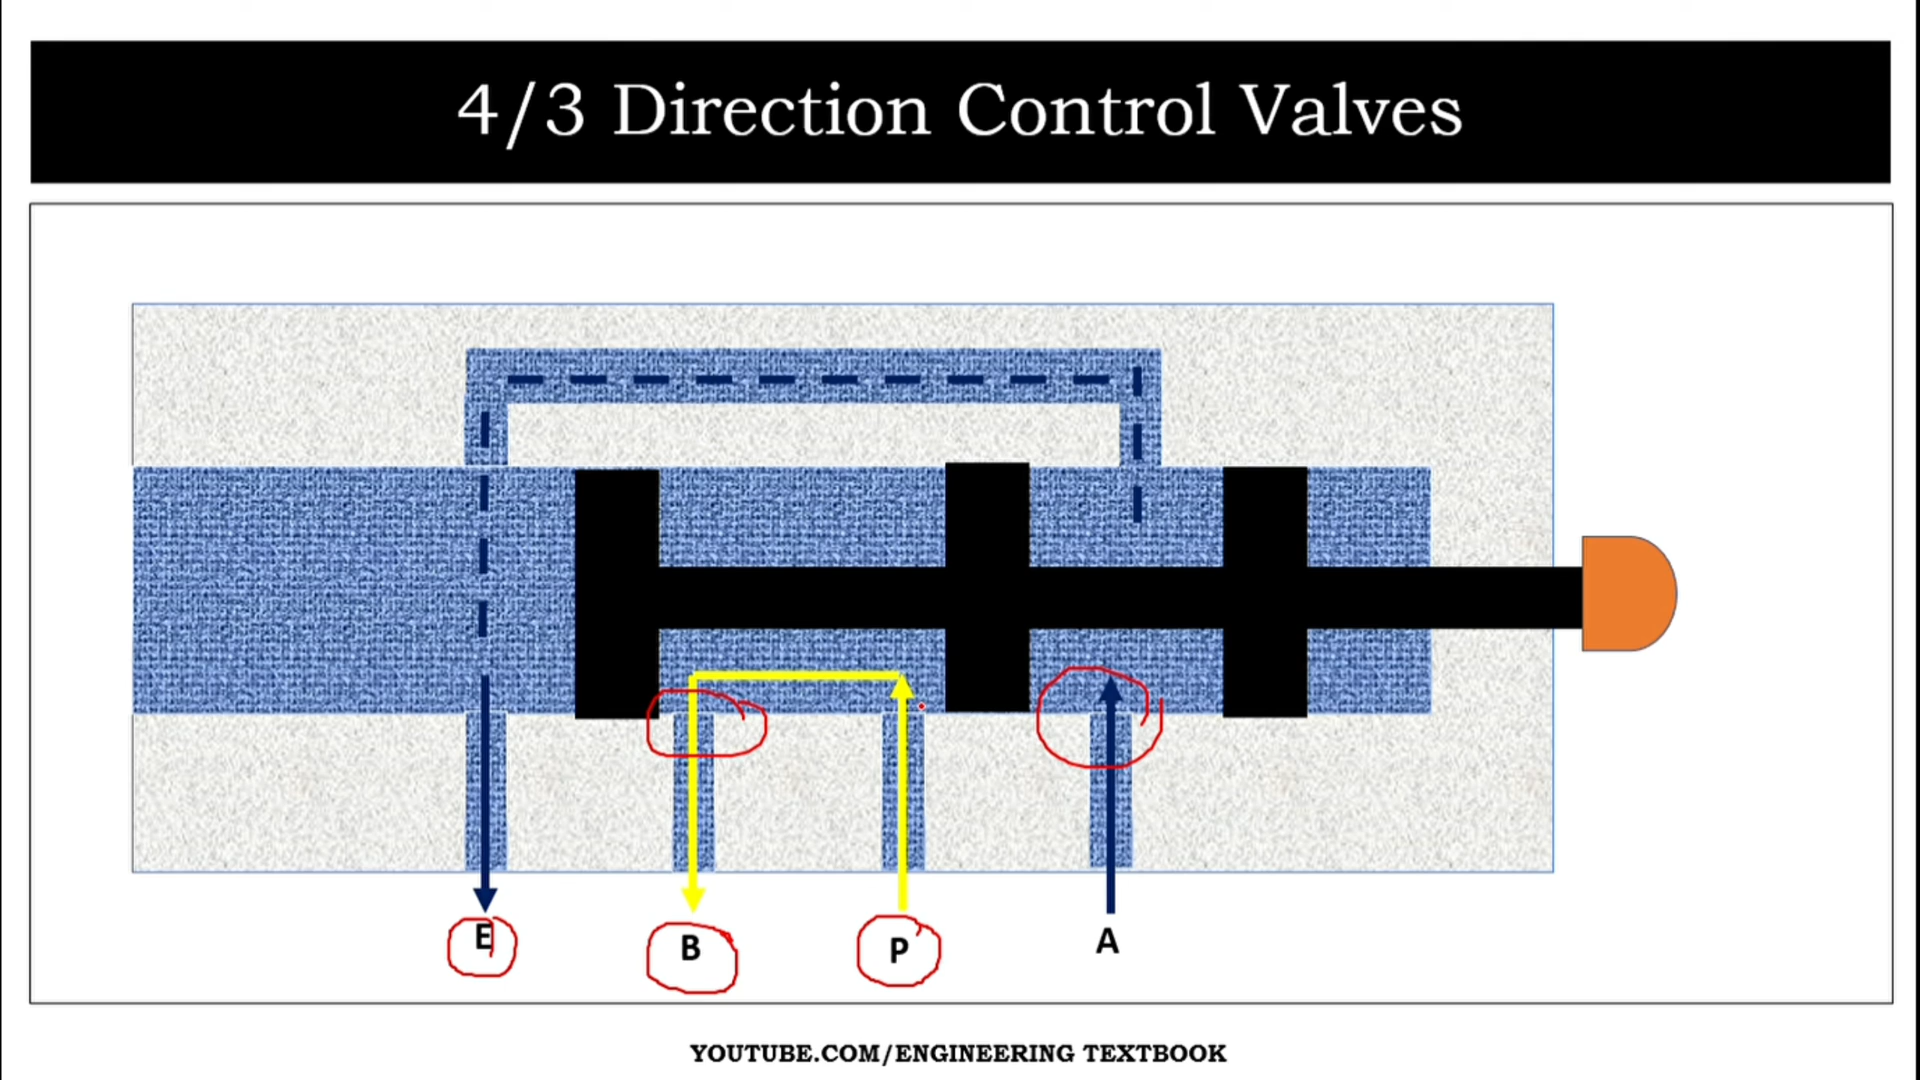 4/3 Direction Control Valves
E B P A
YOUTUBE.COM/ENGINEERING TEXTBOOK